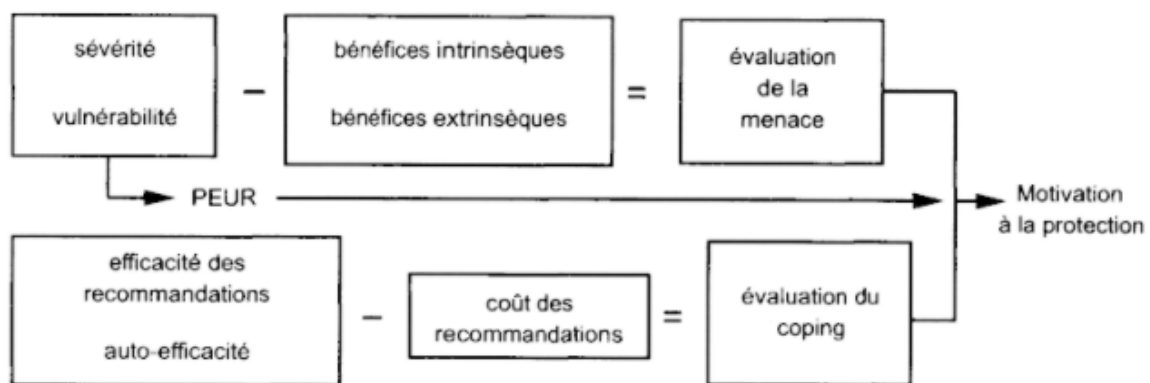 sévérité
vulnérabilité
−
bénéfices intrinsèques
bénéfices extrinsèques
=
évaluation
de la
menace
PEUR
Motivation
à la protection
efficacité des
recommandations
auto-efficacité
−
coût des
recommandations
=
évaluation du
coping